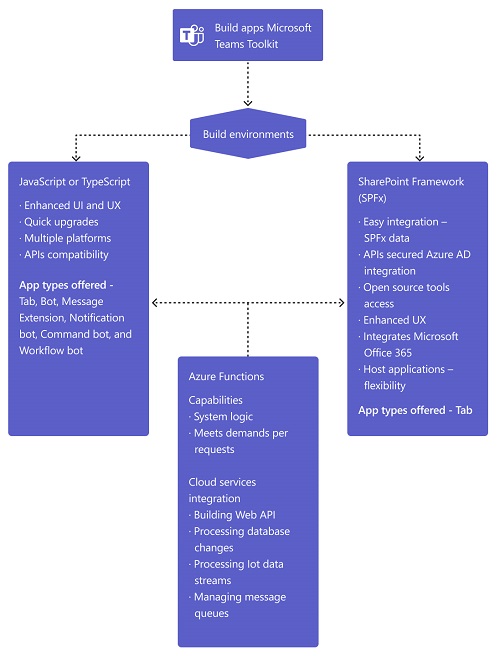 Build apps Microsoft
Teams Toolkit
Build environments
JavaScript or TypeScript
· Enhanced UI and UX
· Quick upgrades
· Multiple platforms
· APIs compatibility
App types offered -
Tab, Bot, Message
Extension, Notification
bot, Command bot, and
Workflow bot
SharePoint Framework
(SPFx)
· Easy integration –
SPFx data
· APIs secured Azure AD
integration
· Open source tools
access
· Enhanced UX
· Integrates Microsoft
Office 365
· Host applications –
flexibility
App types offered - Tab
Azure Functions
Capabilities
· System logic
· Meets demands per
requests
Cloud services
integration
· Building Web API
· Processing database
changes
· Processing Iot data
streams
· Managing message
queues